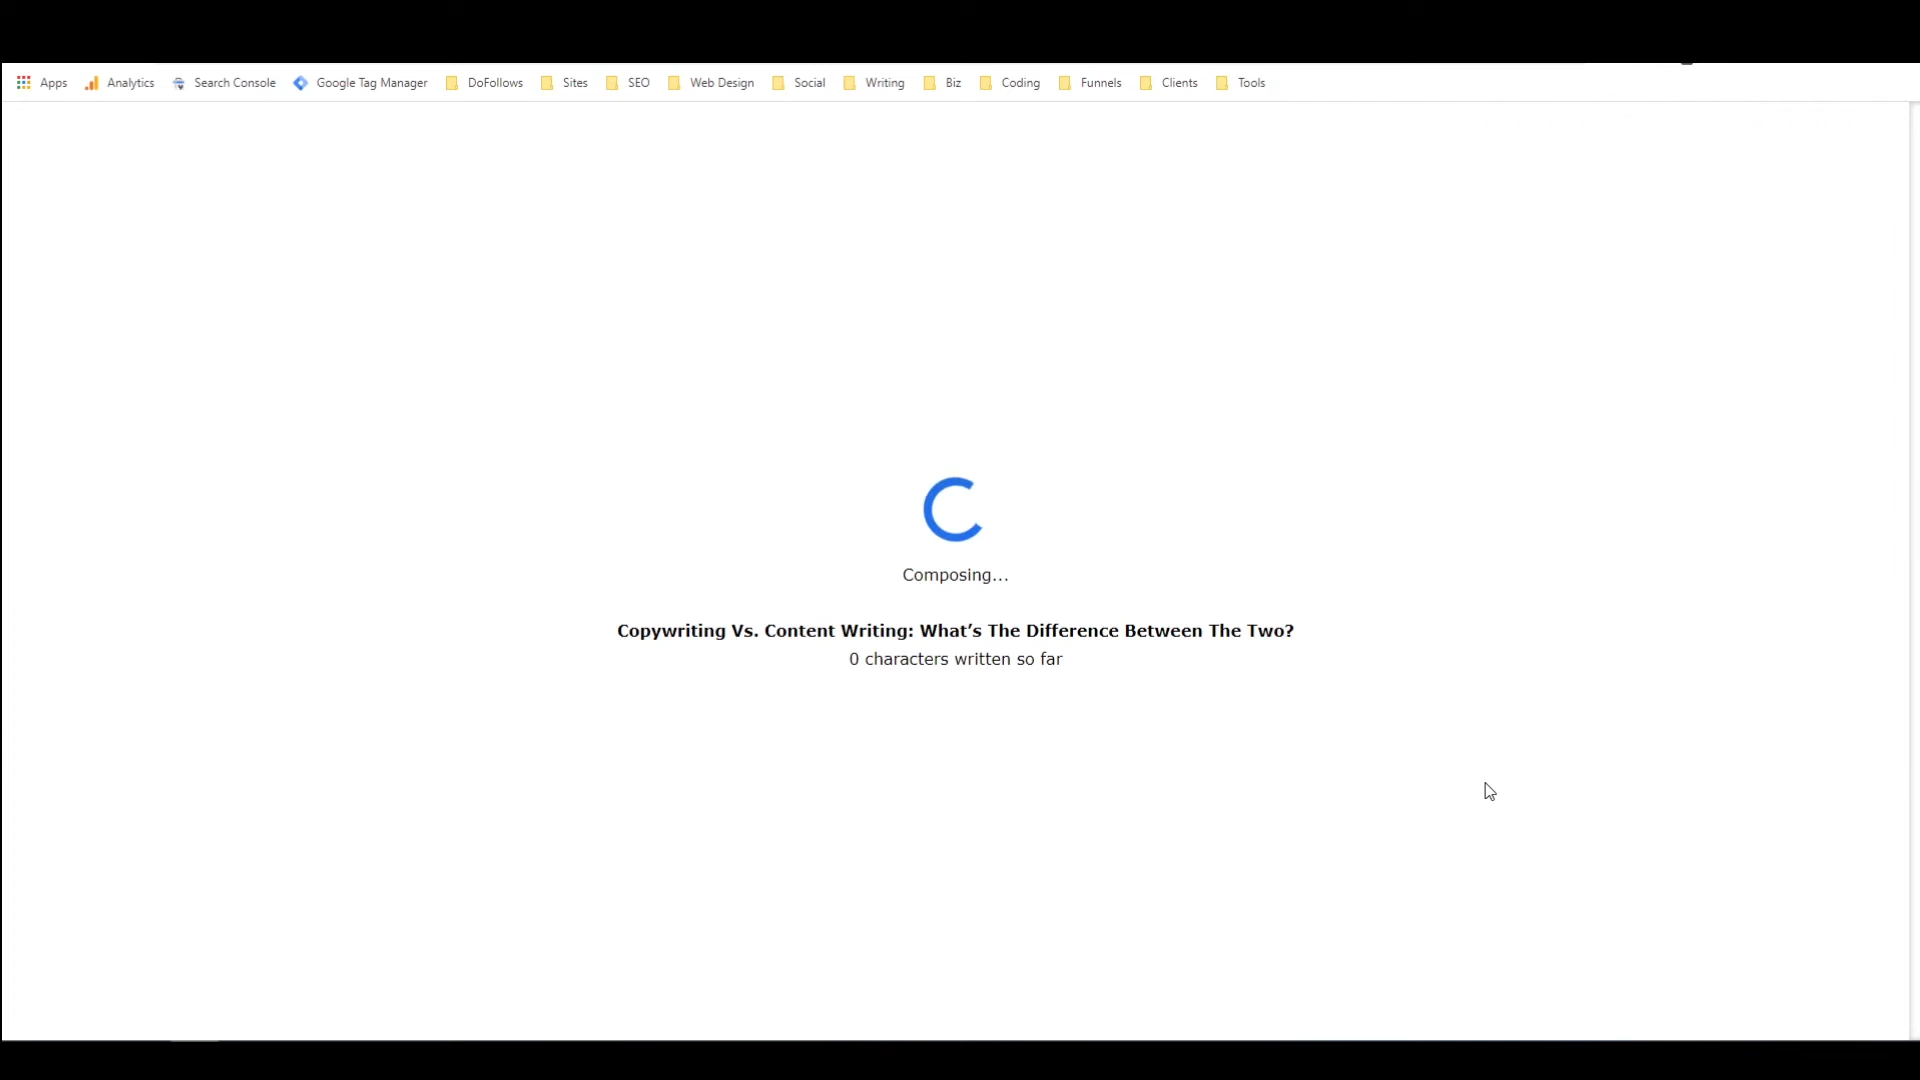 Apps Analytics Search Console Google Tag Manager DoFollows Sites SEO Web Design Social Writing Biz Coding Funnels Clients Tools
Composing...
Copywriting Vs. Content Writing: What’s The Difference Between The Two?
0 characters written so far